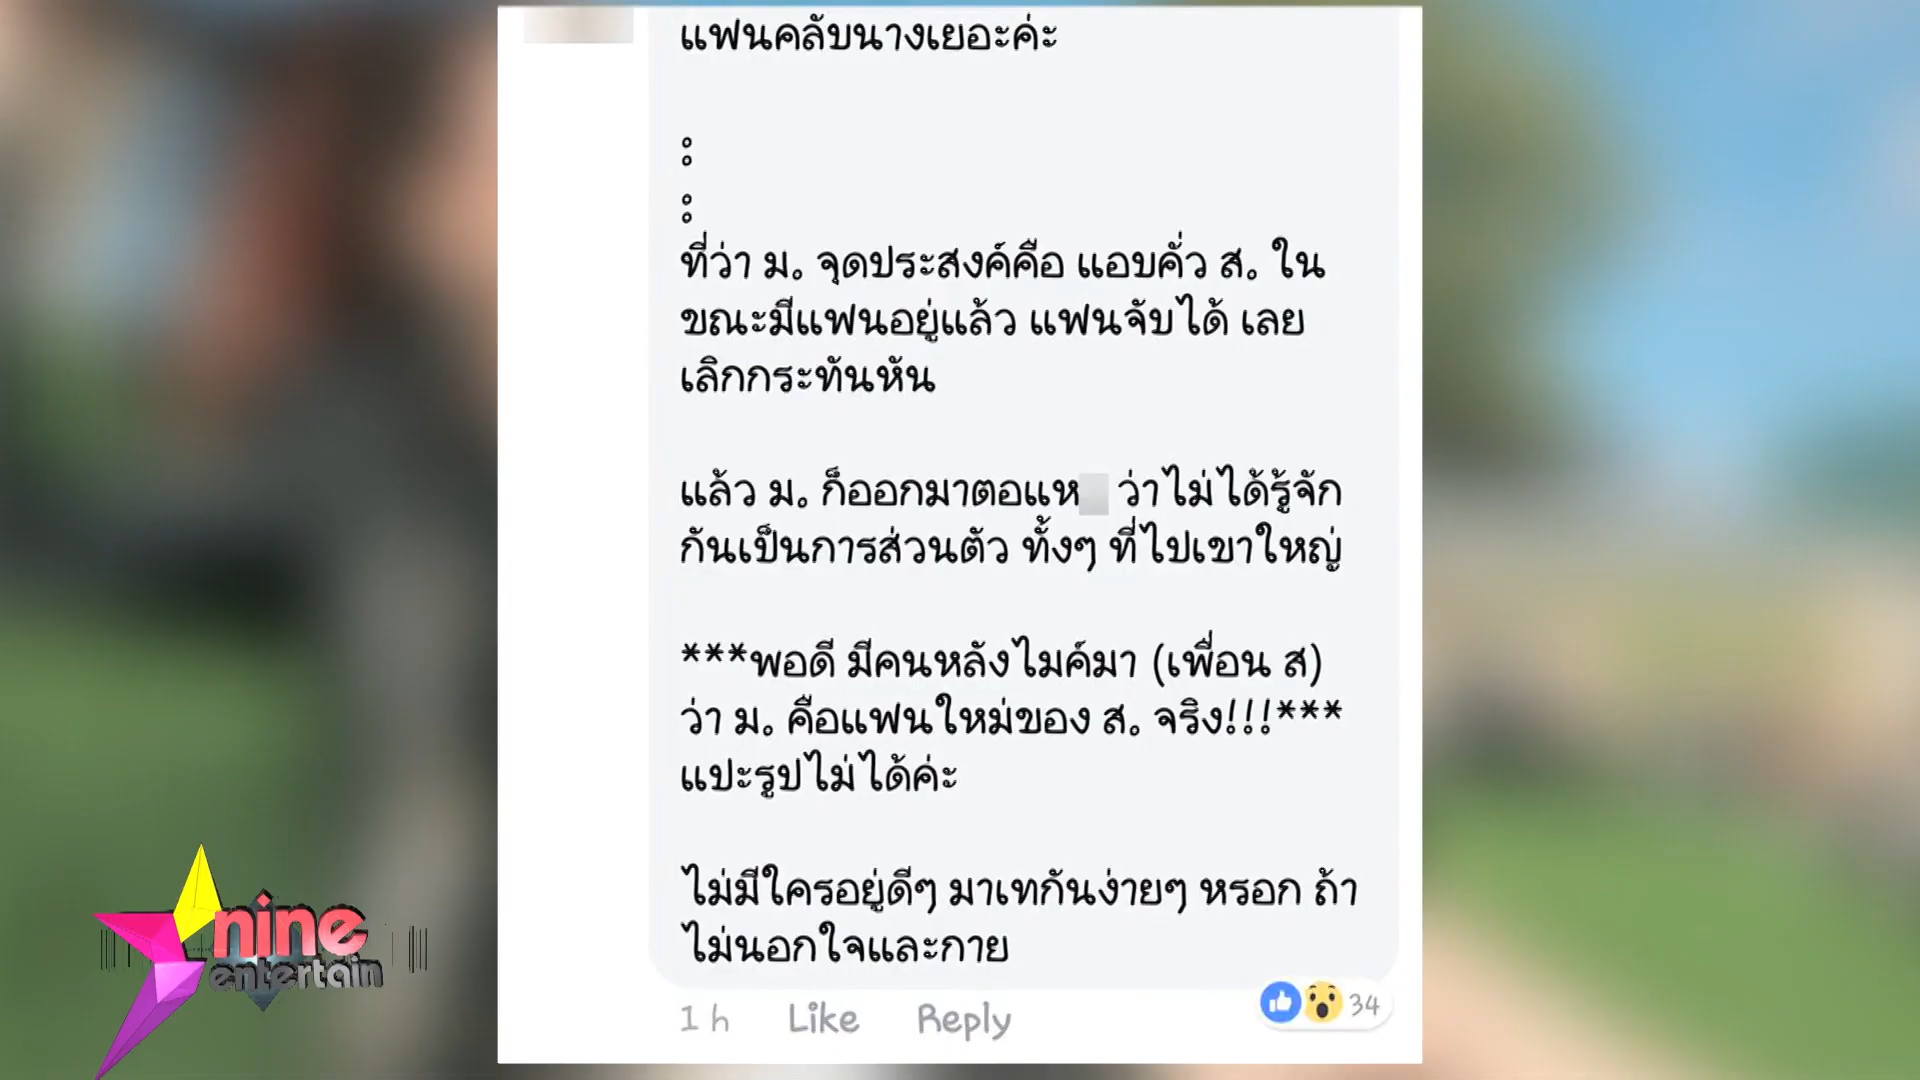 แฟนคลับนางเยอะค่ะ
:
:
ที่ว่า ม. จุดประสงค์คือ แอบคั่ว ส. ใน
ขณะมีแฟนอยู่แล้ว แฟนจับได้ เลย
เลิกกระทันหัน
แล้ว ม. ก็ออกมาตอแห ว่าไม่ได้รู้จัก
กันเป็นการส่วนตัว ทั้งๆ ที่ไปเขาใหญ่
***พอดี มีคนหลังไมค์มา (เพื่อน ส)
ว่า ม. คือแฟนใหม่ของ ส. จริง!!!***
แปะรูปไม่ได้ค่ะ
ไม่มีใครอยู่ดีๆ มาเทกันง่ายๆ หรอก ถ้า
ไม่นอกใจและกาย
1 h Like Reply 34
nine
entertain